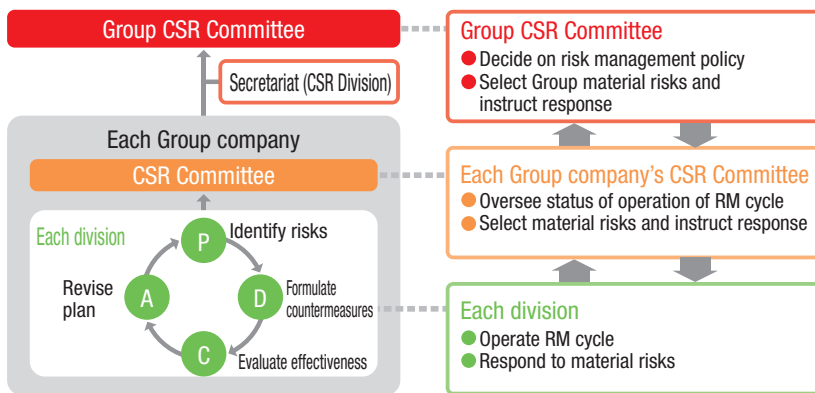 Group CSR Committee
Secretariat (CSR Division)
Each Group company
CSR Committee
Each division
P
Identify risks
D
Formulate
countermeasures
C
Evaluate effectiveness
A
Revise
plan
Group CSR Committee
● Decide on risk management policy
● Select Group material risks and
instruct response
Each Group company's CSR Committee
● Oversee status of operation of RM cycle
● Select material risks and instruct response
Each division
● Operate RM cycle
● Respond to material risks